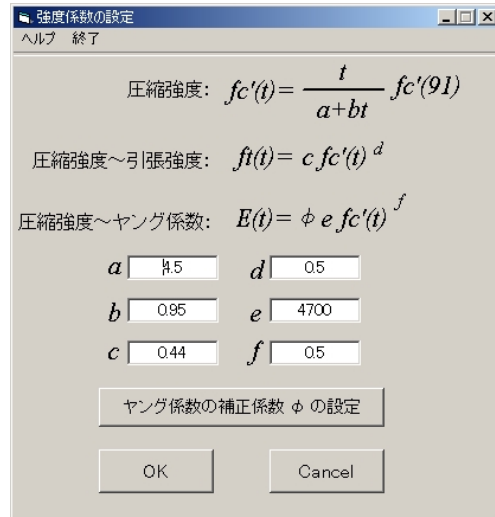 強度係数の設定
ヘルプ 終了
圧縮強度: fc′(t)= t/(a+bt) fc′(91)
圧縮強度～引張強度: ft(t)= c fc′(t) d
圧縮強度～ヤング係数: E(t)= φ e fc′(t) f
a 4.5 d 0.5
b 0.95 e 4700
c 0.44 f 0.5
ヤング係数の補正係数 φ の設定
OK Cancel